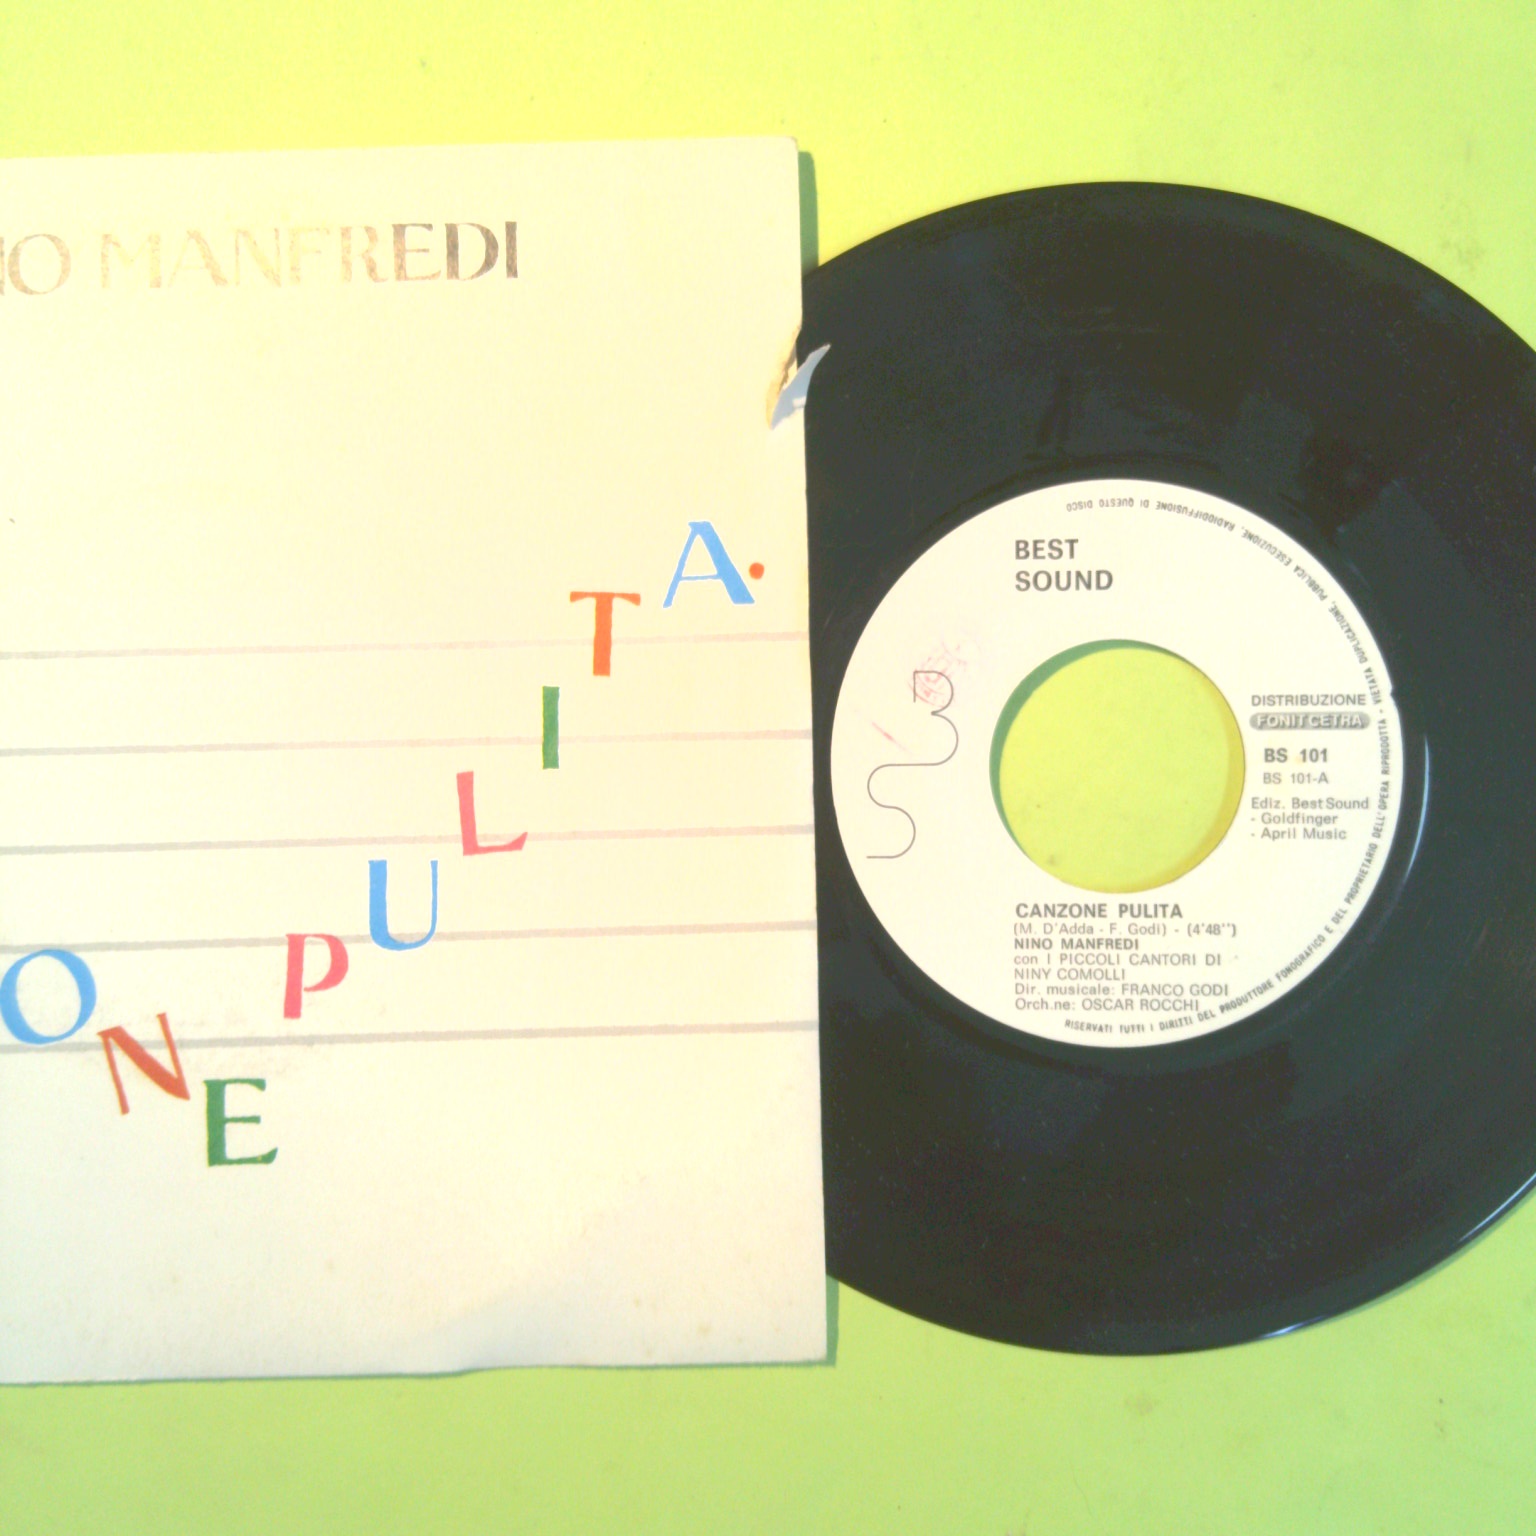 NO MANFREDI
ONE PULITA.
BEST
SOUND
DISTRIBUZIONE
FONIT CETRA
BS 101
BS 101-A
Ediz. Best Sound
- Goldfinger
- April Music
CANZONE PULITA
(M. D'Adda - F. Godi) - (4'48'')
NINO MANFREDI
con I PICCOLI CANTORI DI
NINY COMOLLI
Dir. musicale: FRANCO GODI
Orch.ne: OSCAR ROCCHI
RISERVATI TUTTI I DIRITTI DEL PRODUTTORE FONOGRAFICO E DEL PROPRIETARIO DELL'OPERA RIPRODOTTA - VIETATA DUPLICAZIONE, PUBBLICA ESECUZIONE, RADIODIFFUSIONE DI QUESTO DISCO